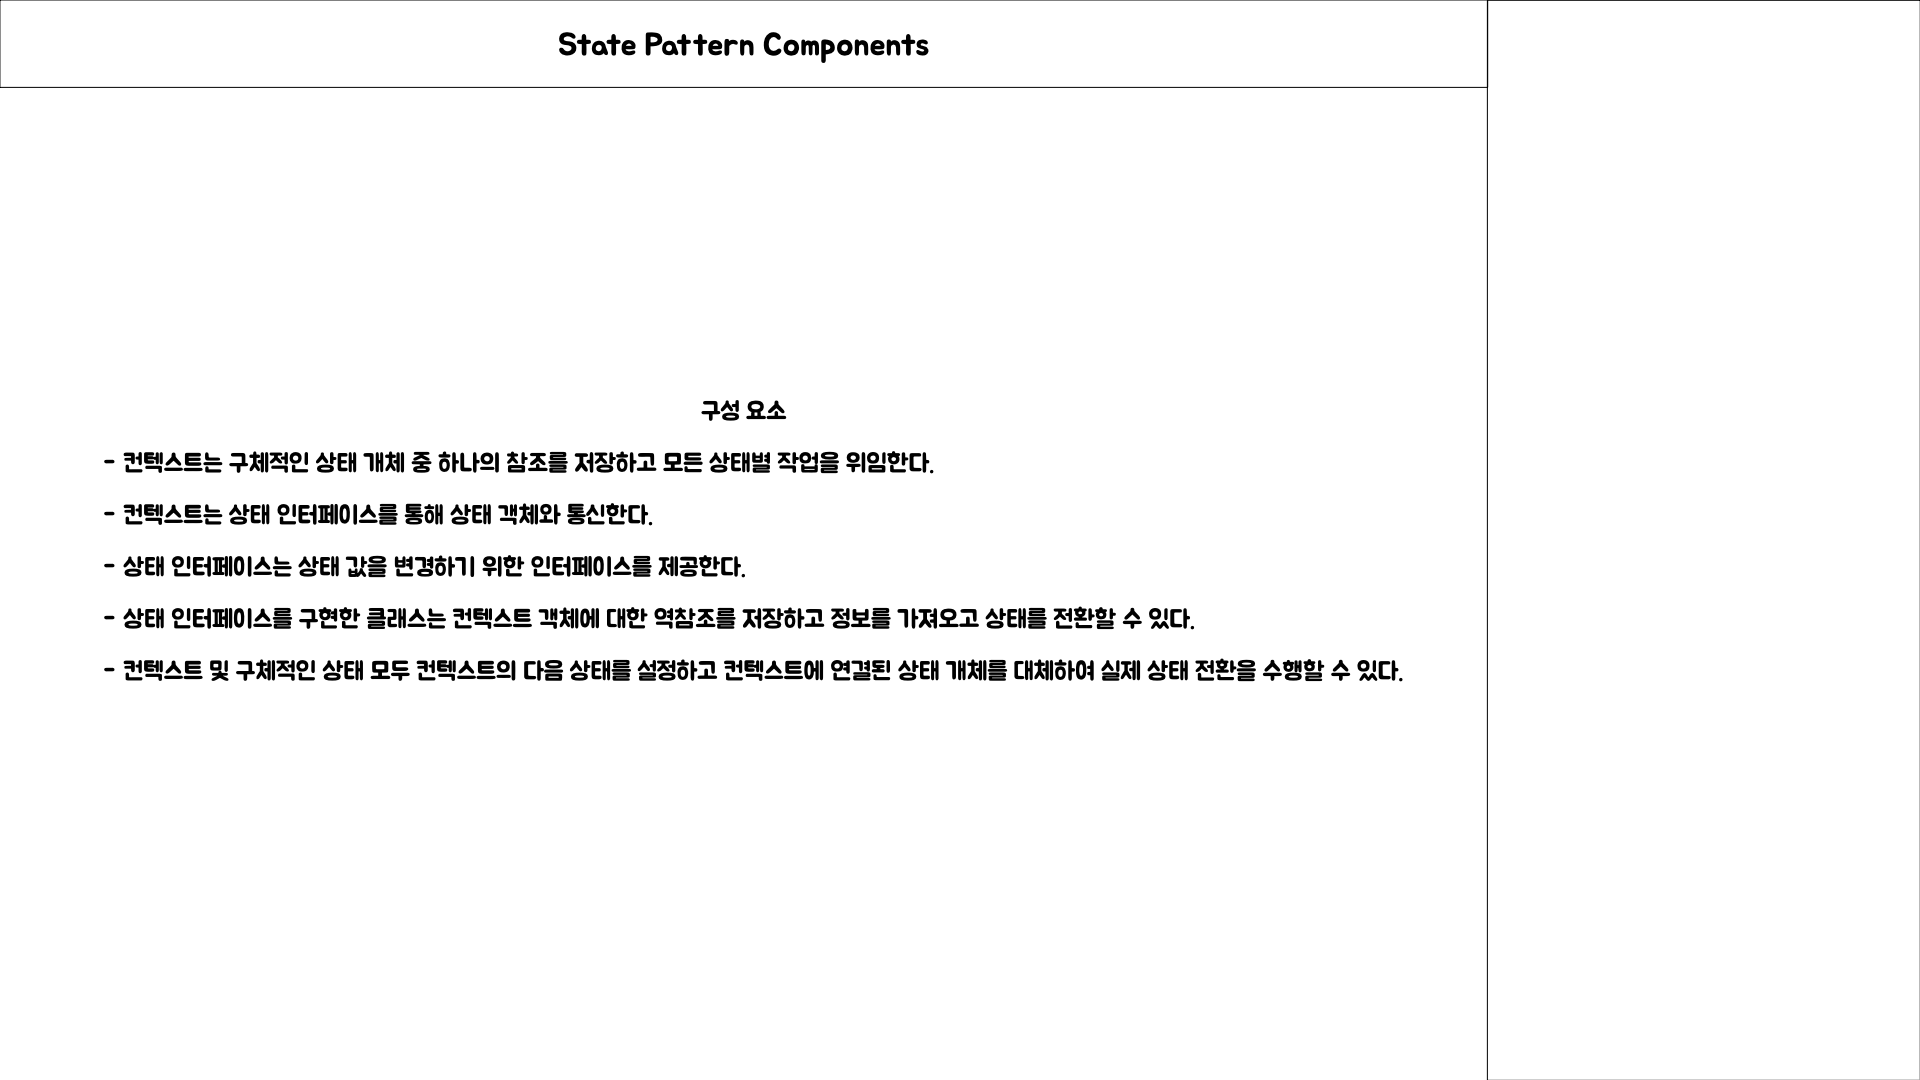 State Pattern Components
구성 요소
- 컨텍스트는 구체적인 상태 개체 중 하나의 참조를 저장하고 모든 상태별 작업을 위임한다.
- 컨텍스트는 상태 인터페이스를 통해 상태 객체와 통신한다.
- 상태 인터페이스는 상태 값을 변경하기 위한 인터페이스를 제공한다.
- 상태 인터페이스를 구현한 클래스는 컨텍스트 객체에 대한 역참조를 저장하고 정보를 가져오고 상태를 전환할 수 있다.
- 컨텍스트 및 구체적인 상태 모두 컨텍스트의 다음 상태를 설정하고 컨텍스트에 연결된 상태 개체를 대체하여 실제 상태 전환을 수행할 수 있다.